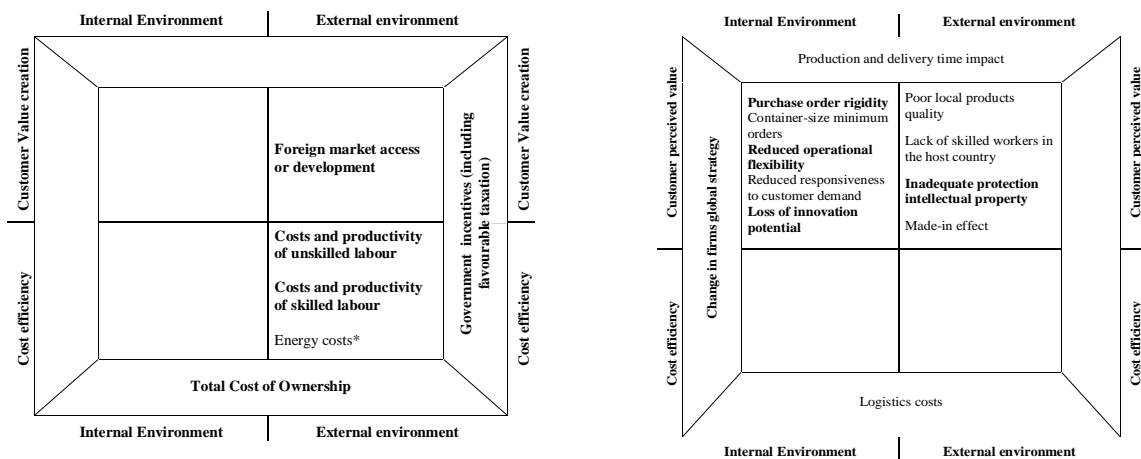 Internal Environment
External environment
Customer Value creation
Cost efficiency
Foreign market access
or development
Costs and productivity
of unskilled labour
Costs and productivity
of skilled labour
Energy costs*
Government incentives (including
favourable taxation)
Customer Value creation
Cost efficiency
Total Cost of Ownership
Internal Environment
External environment
Internal Environment
External environment
Customer perceived value
Cost efficiency
Production and delivery time impact
Change in firms global strategy
Purchase order rigidity
Container-size minimum
orders
Reduced operational
flexibility
Reduced responsiveness
to customer demand
Loss of innovation
potential
Poor local products
quality
Lack of skilled workers in
the host country
Inadequate protection
intellectual property
Made-in effect
Customer perceived value
Cost efficiency
Logistics costs
Internal Environment
External environment